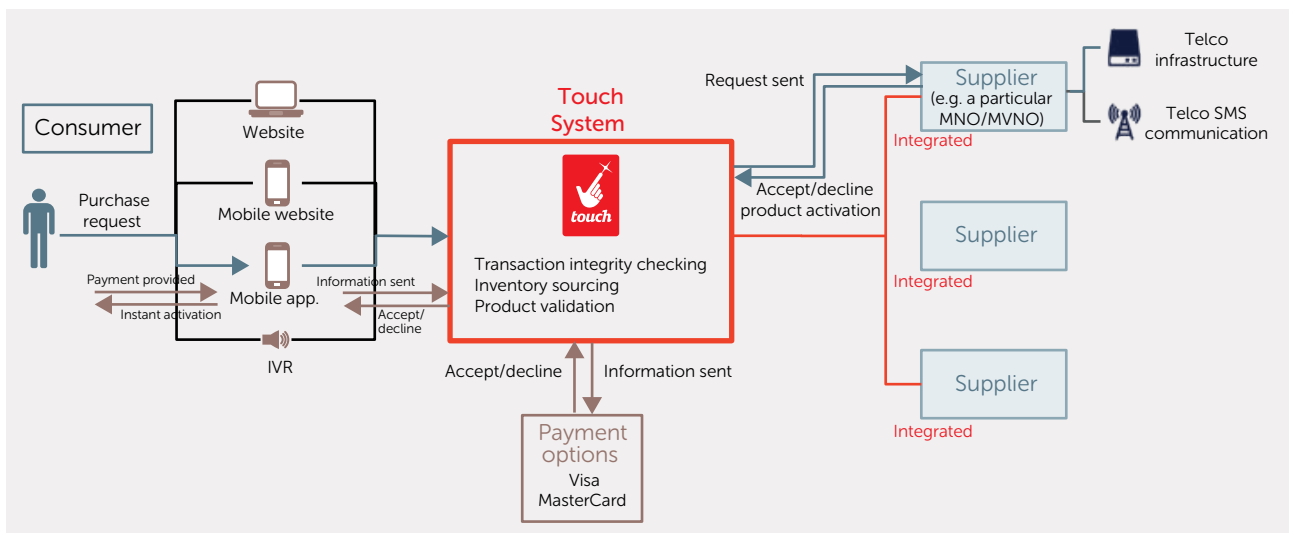 Consumer
Purchase
request
Payment provided
Instant activation
Website
Mobile website
Mobile app.
IVR
Information sent
Accept/
decline
Touch
System
touch
Transaction integrity checking
Inventory sourcing
Product validation
Accept/decline
Information sent
Payment
options
Visa
MasterCard
Request sent
Accept/decline
product activation
Supplier
(e.g. a particular
MNO/MVNO)
Integrated
Supplier
Integrated
Supplier
Integrated
Telco
infrastructure
Telco SMS
communication